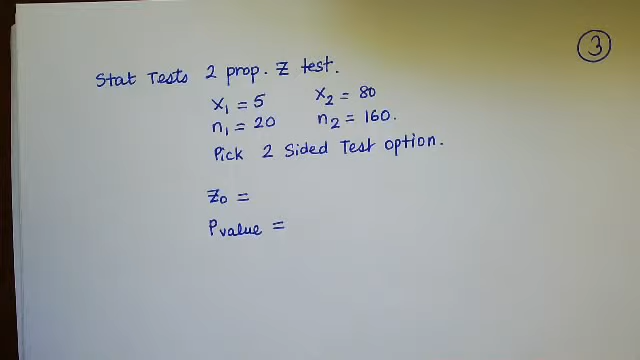 3
Stat Tests 2 prop. Z test.
x₁ = 5 x₂ = 80
n₁ = 20 n₂ = 160.
Pick 2 Sided Test option.
Z₀ =
Pvalue =